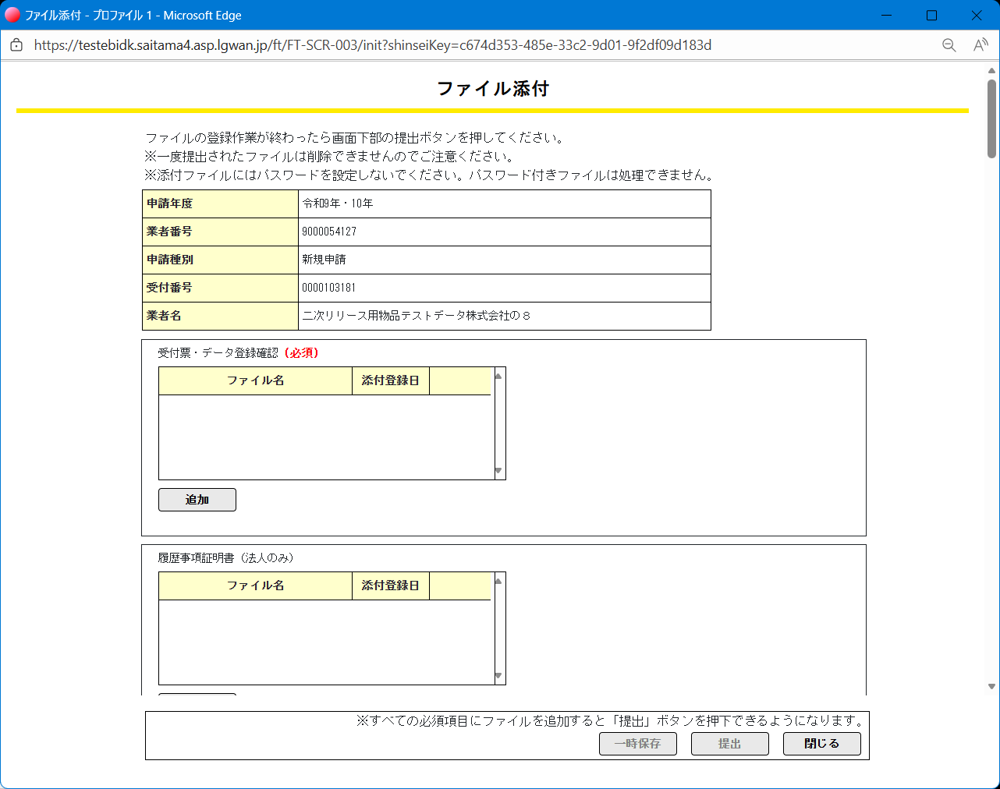 ファイル添付 - プロファイル 1 - Microsoft Edge
https://testebidk.saitama4.asp.lgwan.jp/ft/FT-SCR-003/init?shinseiKey=c674d353-485e-33c2-9d01-9f2df09d183d
ファイル添付
ファイルの登録作業が終わったら画面下部の提出ボタンを押してください。
※一度提出されたファイルは削除できませんのでご注意ください。
※添付ファイルにはパスワードを設定しないでください。パスワード付きファイルは処理できません。
申請年度 令和9年・10年
業者番号 9000054127
申請種別 新規申請
受付番号 0000103181
業者名 二次リリース用物品テストデータ株式会社の８
受付票・データ登録確認 (必須)
ファイル名 添付登録日
追加
履歴事項証明書（法人のみ）
ファイル名 添付登録日
※すべての必須項目にファイルを追加すると「提出」ボタンを押下できるようになります。
一時保存 提出 閉じる